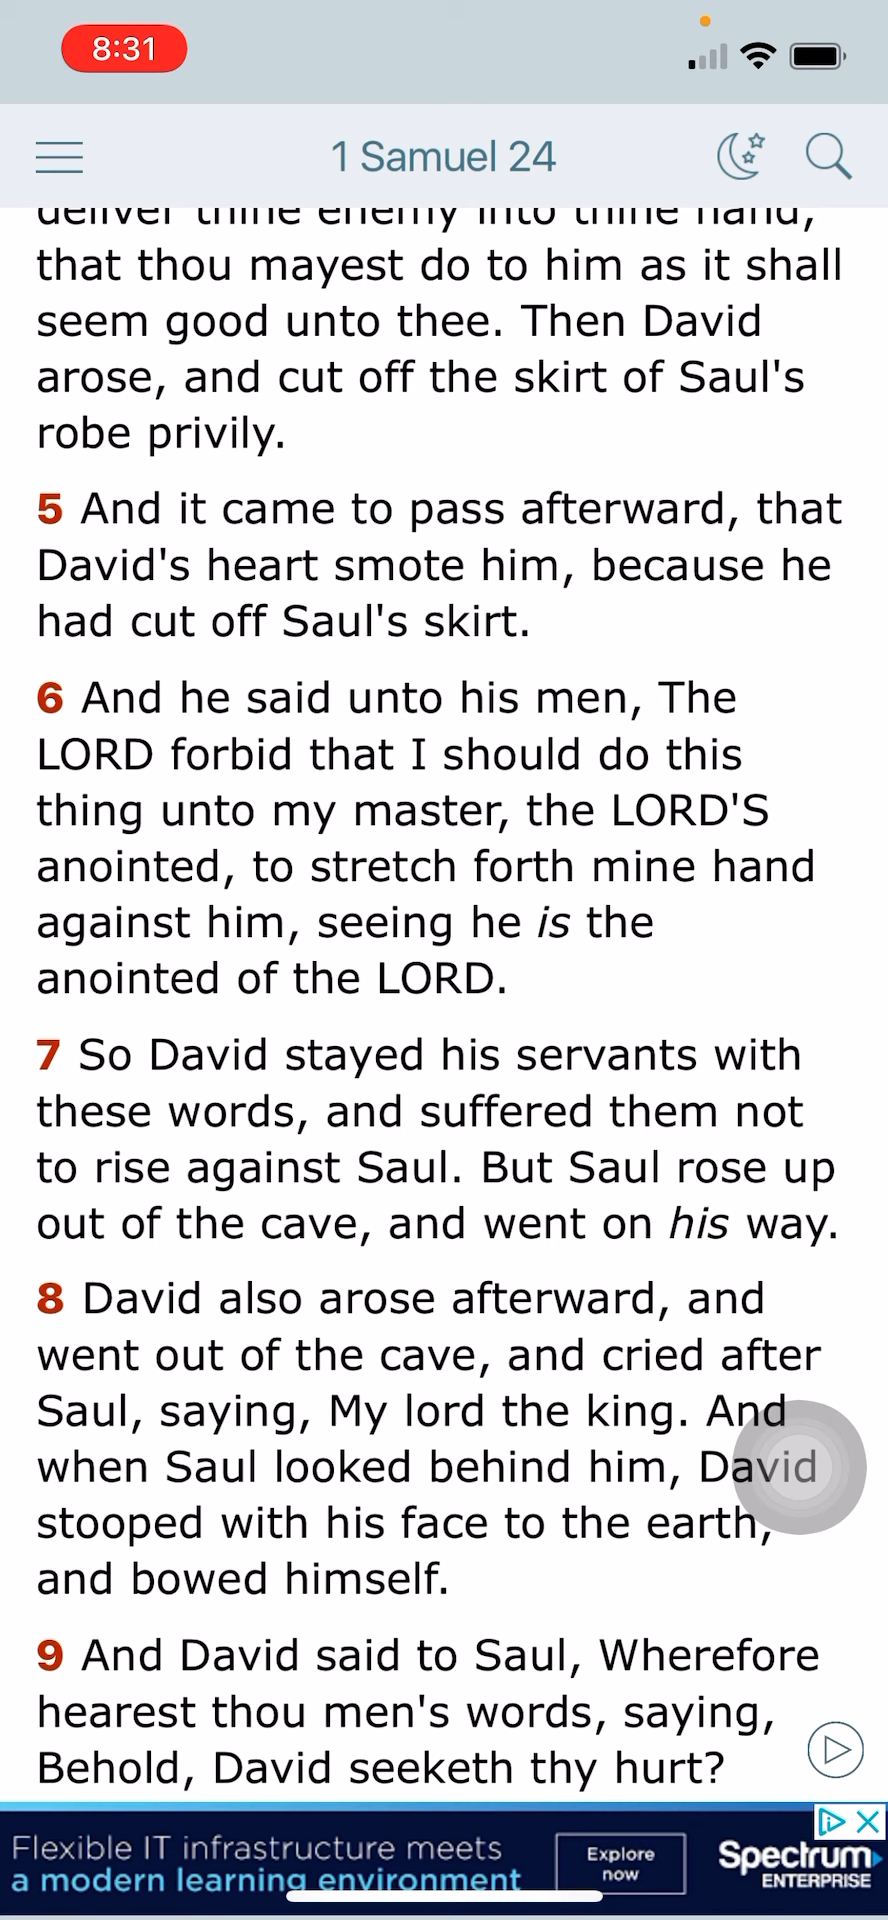 8:31
1 Samuel 24
deliver thine enemy into thine hand,
that thou mayest do to him as it shall
seem good unto thee. Then David
arose, and cut off the skirt of Saul's
robe privily.
5 And it came to pass afterward, that
David's heart smote him, because he
had cut off Saul's skirt.
6 And he said unto his men, The
LORD forbid that I should do this
thing unto my master, the LORD'S
anointed, to stretch forth mine hand
against him, seeing he is the
anointed of the LORD.
7 So David stayed his servants with
these words, and suffered them not
to rise against Saul. But Saul rose up
out of the cave, and went on his way.
8 David also arose afterward, and
went out of the cave, and cried after
Saul, saying, My lord the king. And
when Saul looked behind him, David
stooped with his face to the earth,
and bowed himself.
9 And David said to Saul, Wherefore
hearest thou men's words, saying,
Behold, David seeketh thy hurt?
Flexible IT infrastructure meets
a modern learning environment
Explore
now
Spectrum
ENTERPRISE